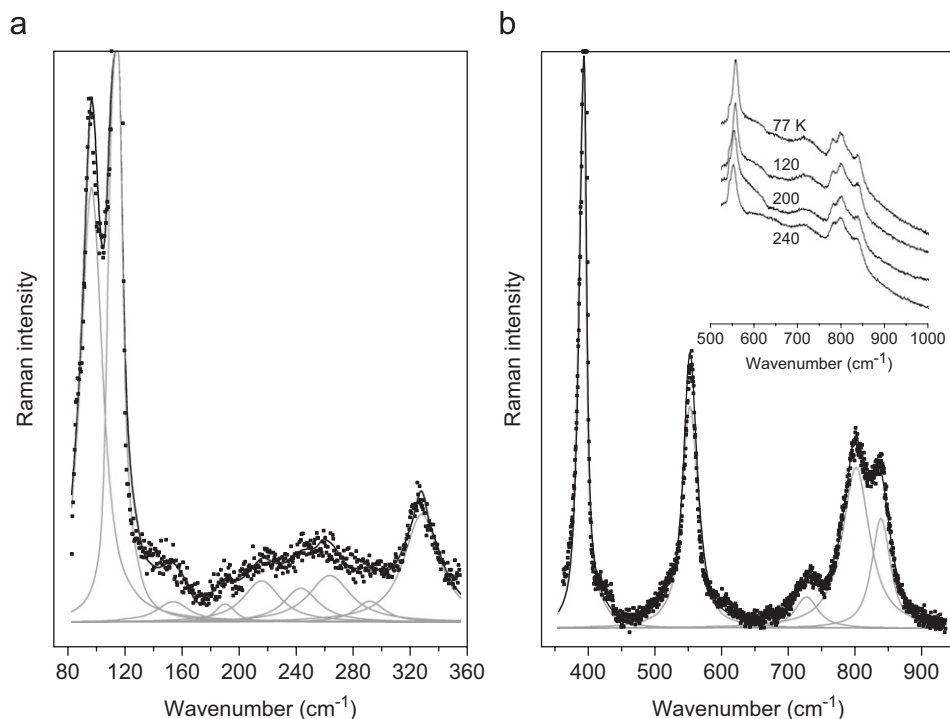 a
b
Raman intensity
80 120 160 200 240 280 320 360
Wavenumber (cm-1)
Raman intensity
77 K
120
200
240
500 600 700 800 900 1000
Wavenumber (cm-1)
400 500 600 700 800 900
Wavenumber (cm-1)